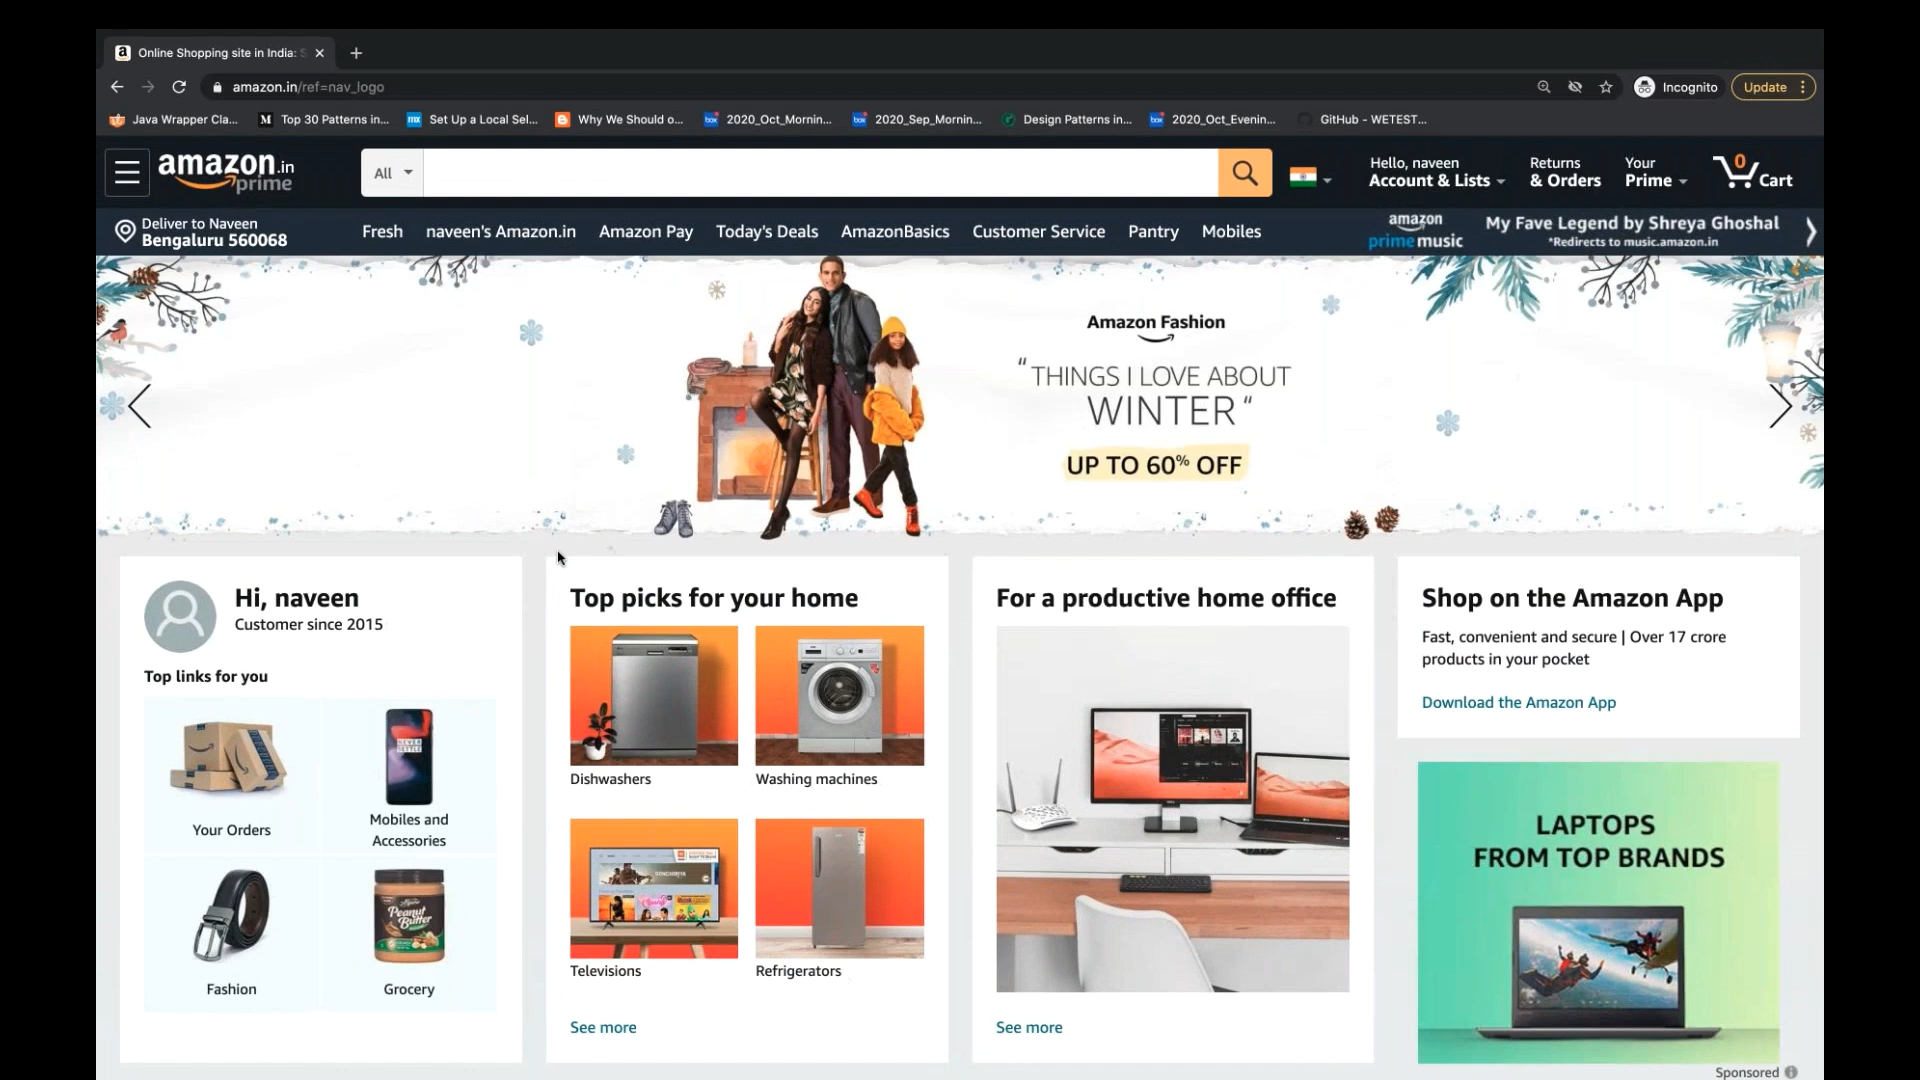 Online Shopping site in India: S
amazon.in/ref=nav_logo
Incognito
Update
Java Wrapper Cla...
Top 30 Patterns in...
Set Up a Local Sel...
Why We Should o...
2020_Oct_Mornin...
2020_Sep_Mornin...
Design Patterns in...
2020_Oct_Evenin...
GitHub - WETEST...
amazon.in
prime
All
Hello, naveen
Account & Lists
Returns
& Orders
Your
Prime
0
Cart
Deliver to Naveen
Bengaluru 560068
Fresh
naveen's Amazon.in
Amazon Pay
Today's Deals
AmazonBasics
Customer Service
Pantry
Mobiles
amazon
prime music
My Fave Legend by Shreya Ghoshal
*Redirects to music.amazon.in
Amazon Fashion
"THINGS I LOVE ABOUT
WINTER"
UP TO 60% OFF
Hi, naveen
Customer since 2015
Top links for you
Your Orders
NEVER
SETTLE
Mobiles and
Accessories
Fashion
Peanut
Butter
Grocery
Top picks for your home
Dishwashers
Washing machines
Televisions
Refrigerators
See more
For a productive home office
See more
Shop on the Amazon App
Fast, convenient and secure | Over 17 crore
products in your pocket
Download the Amazon App
LAPTOPS
FROM TOP BRANDS
Sponsored